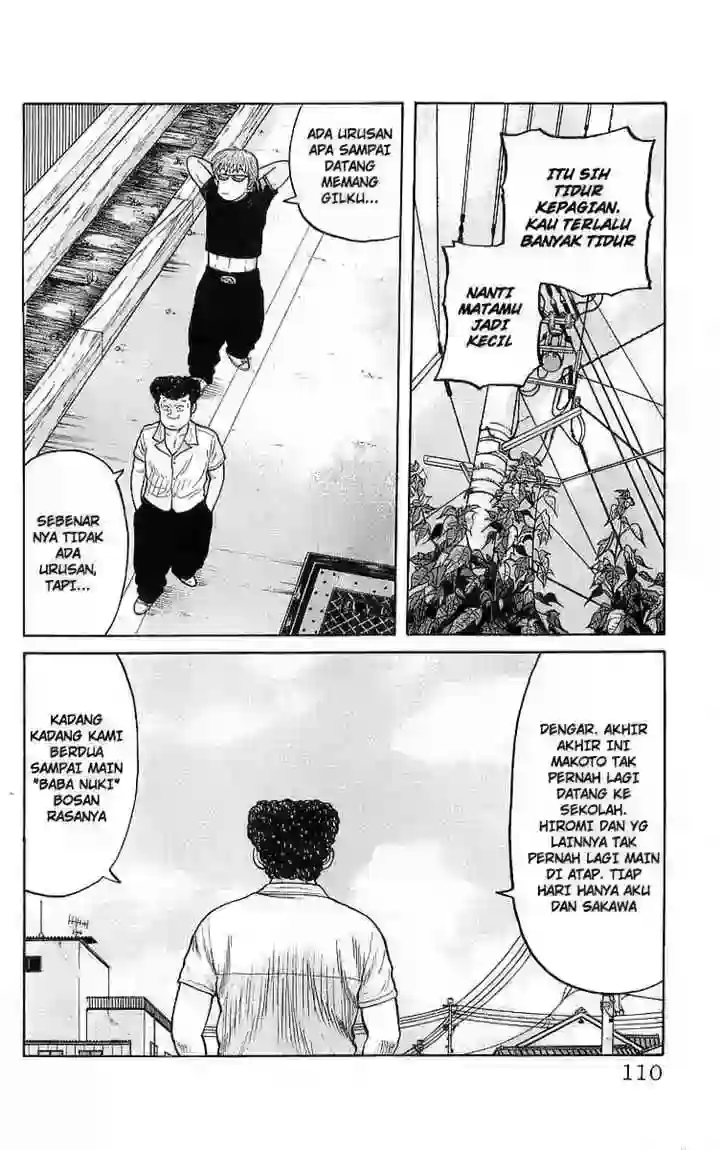 ITU SIH
TIDUR
KEPAGIAN.
KAU TERLALU
BANYAK TIDUR
NANTI
MATAMU
JADI
KECIL
ADA URUSAN
APA SAMPAI
DATANG
MEMANG
GILKU...
SEBENAR
NYA TIDAK
ADA
URUSAN,
TAPI...
DENGAR. AKHIR
AKHIR INI
MAKOTO TAK
PERNAH LAGI
DATANG KE
SEKOLAH.
HIROMI DAN YG
LAINNYA TAK
PERNAH LAGI MAIN
DI ATAP. TIAP
HARI HANYA AKU
DAN SAKAWA
KADANG
KADANG KAMI
BERDUA
SAMPAI MAIN
"BABA NUKI"
BOSAN
RASANYA
110